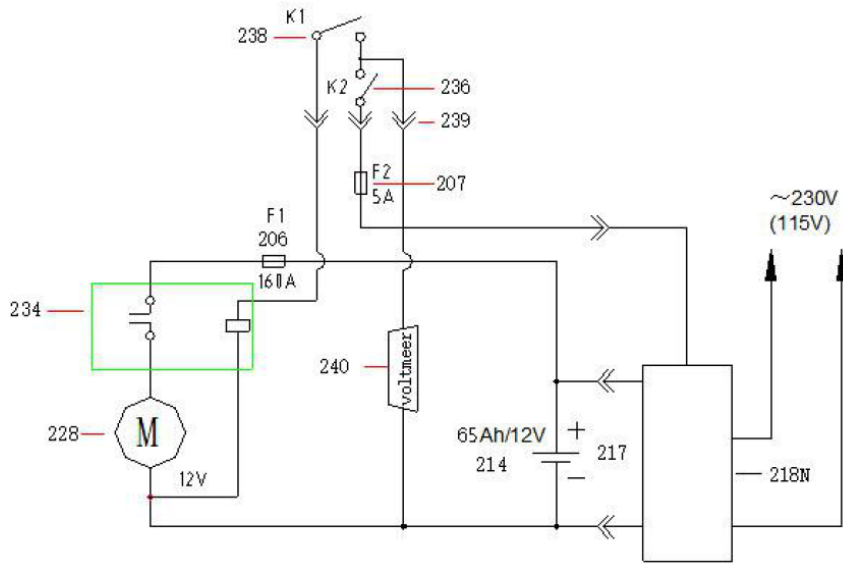 K1
238
K2
236
239
F2
207
5A
~230V
(115V)
F1
206
160A
234
240
voltmeer
228
M
12V
65Ah/12V
+
217
214
−
218N